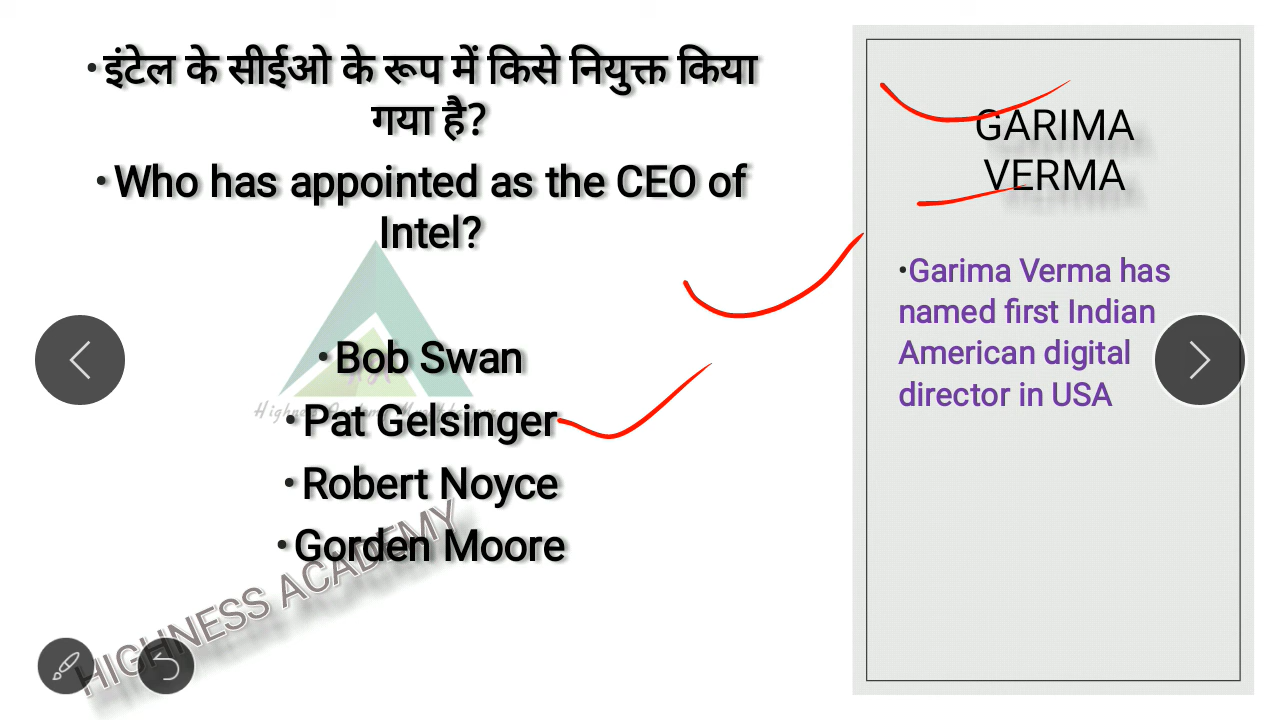 •इंटेल के सीईओ के रूप में किसे नियुक्त किया
गया है?
•Who has appointed as the CEO of
Intel?
•Bob Swan
•Pat Gelsinger
•Robert Noyce
•Gorden Moore
HIGHNESS ACADEMY
GARIMA
VERMA
•Garima Verma has
named first Indian
American digital
director in USA